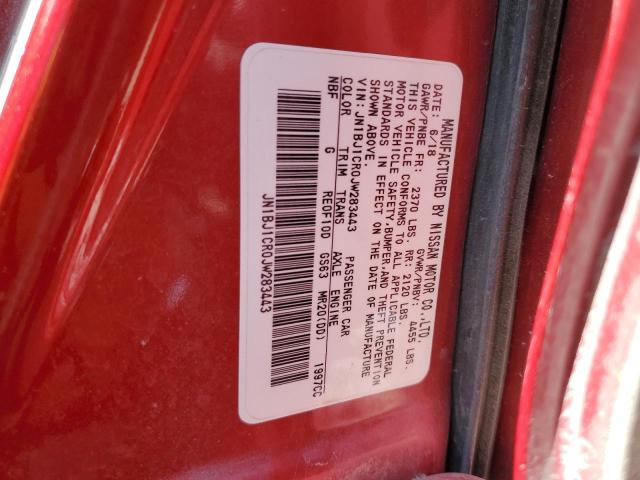 MANUFACTURED BY NISSAN MOTOR CO.,LTD.
DATE: 6/18 GVWR/PNBV: 4455 LBS.
GAWR/PNBE FR: 2370 LBS. RR: 2120 LBS.
THIS VEHICLE CONFORMS TO ALL APPLICABLE FEDERAL
MOTOR VEHICLE SAFETY,BUMPER,AND THEFT PREVENTION
STANDARDS IN EFFECT ON THE DATE OF MANUFACTURE
SHOWN ABOVE.
VIN:JN1BJ1CR0JW283443 PASSENGER CAR
COLOR TRIM TRANS AXLE ENGINE
NBF G RE0F10D GS63 MR20(DD) 1997CC
JN1BJ1CR0JW283443